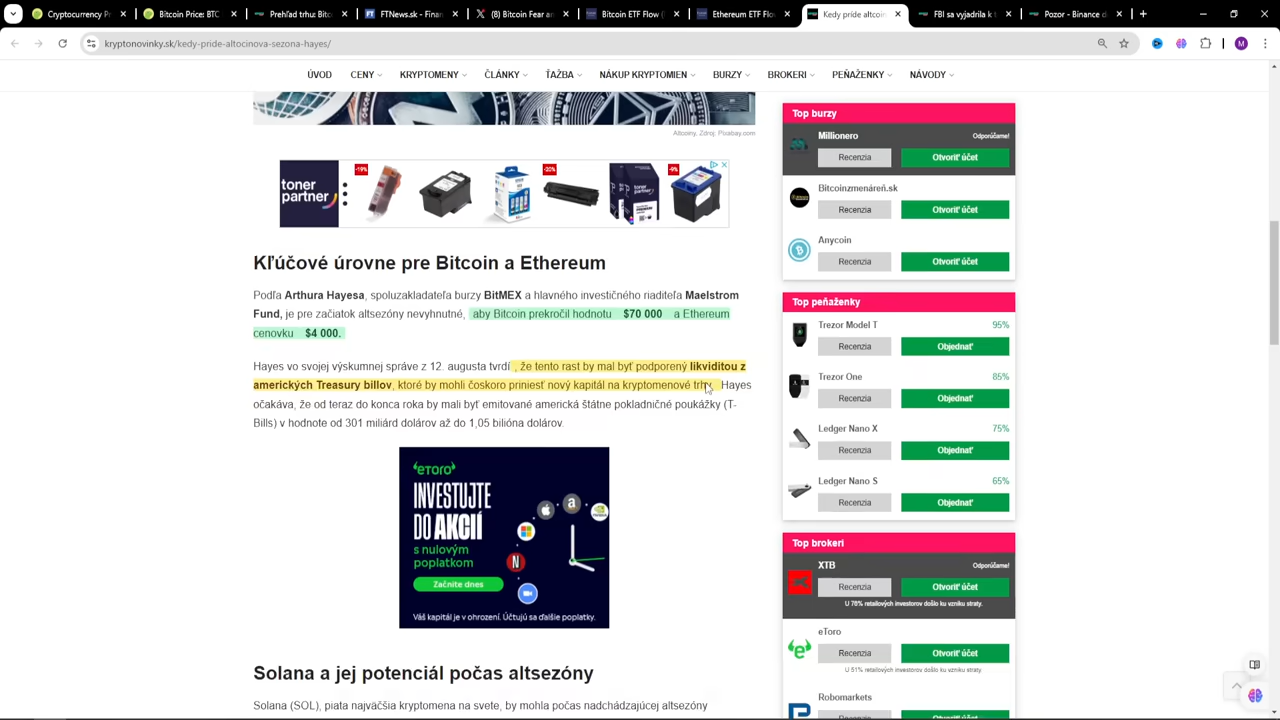 Cryptocurrency
BTC
Prehľad trhu: Bitc
FTNews.sk - Finan
(8) Bitcoin Fear
Bitcoin ETF Flow (
Ethereum ETF Flo
Kedy príde altcoin
FBI sa vyjadrila k
Pozor - Binance d
kryptonovinky.sk/kedy-pride-altocinova-sezona-hayes/
M
ÚVOD CENY KRYPTOMENY ČLÁNKY ŤAŽBA NÁKUP KRYPTOMIEN BURZY BROKERI PEŇAŽENKY NÁVODY
Altcoiny, Zdroj, Pixabay.com
toner
partner
-19%
-20%
-9%
Kľúčové úrovne pre Bitcoin a Ethereum
Podľa Arthura Hayesa, spoluzakladateľa burzy BitMEX a hlavného investičného riaditeľa Maelstrom
Fund, je pre začiatok altsezóny nevyhnutné, aby Bitcoin prekročil hodnotu $70 000 a Ethereum
cenovku $4 000.
Hayes vo svojej výskumnej správe z 12. augusta tvrdí , že tento rast by mal byť podporený likviditou z
amerických Treasury billov, ktoré by mohli čoskoro priniesť nový kapitál na kryptomenové trhy. Hayes
očakáva, že od teraz do konca roka by mali byť emitované americká štátne pokladničné poukážky (T-
Bills) v hodnote od 301 miliárd dolárov až do 1,05 bilióna dolárov.
eToro
INVESTUJTE
DO AKCIÍ
s nulovým
poplatkom
Začnite dnes
Váš kapitál je v ohrození. Účtujú sa ďalšie poplatky.
Solana a jej potenciál počas altsezóny
Solana (SOL), piata najväčšia kryptomena na svete, by mohla počas nadchádzajúcej altsezóny
Top burzy
Millionero Odporúčame!
Recenzia Otvoriť účet
Bitcoinzmenáreň.sk
Recenzia Otvoriť účet
Anycoin
Recenzia Otvoriť účet
Top peňaženky
Trezor Model T 95%
Recenzia Objednať
Trezor One 85%
Recenzia Objednať
Ledger Nano X 75%
Recenzia Objednať
Ledger Nano S 65%
Recenzia Objednať
Top brokeri
XTB Odporúčame!
Recenzia Otvoriť účet
U 76% retailových investorov došlo ku vzniku straty.
eToro
Recenzia Otvoriť účet
U 51% retailových investorov došlo ku vzniku straty.
Robomarkets
Recenzia Otvoriť účet